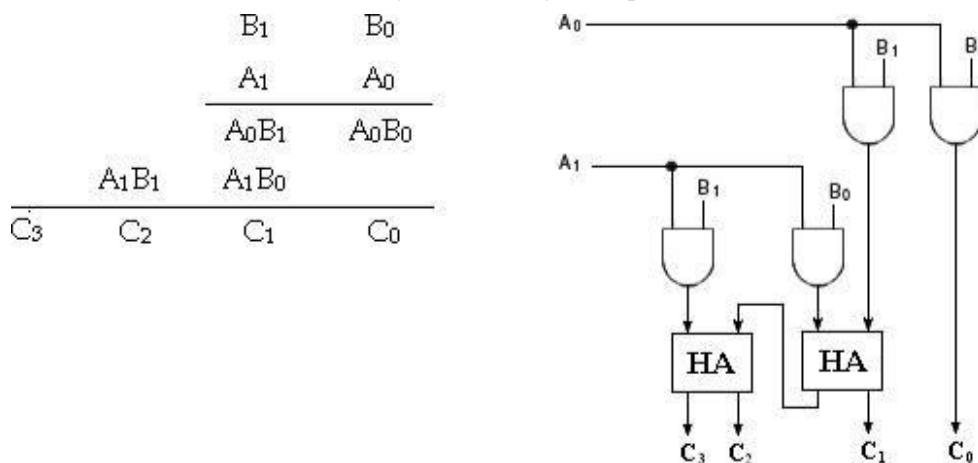 B₁ B₀
A₁ A₀
A₀B₁ A₀B₀
A₁B₁ A₁B₀
C₃ C₂ C₁ C₀
A₀
B₁ B
A₁
B₁ B₀
HA HA
C₃ C₂ C₁ C₀